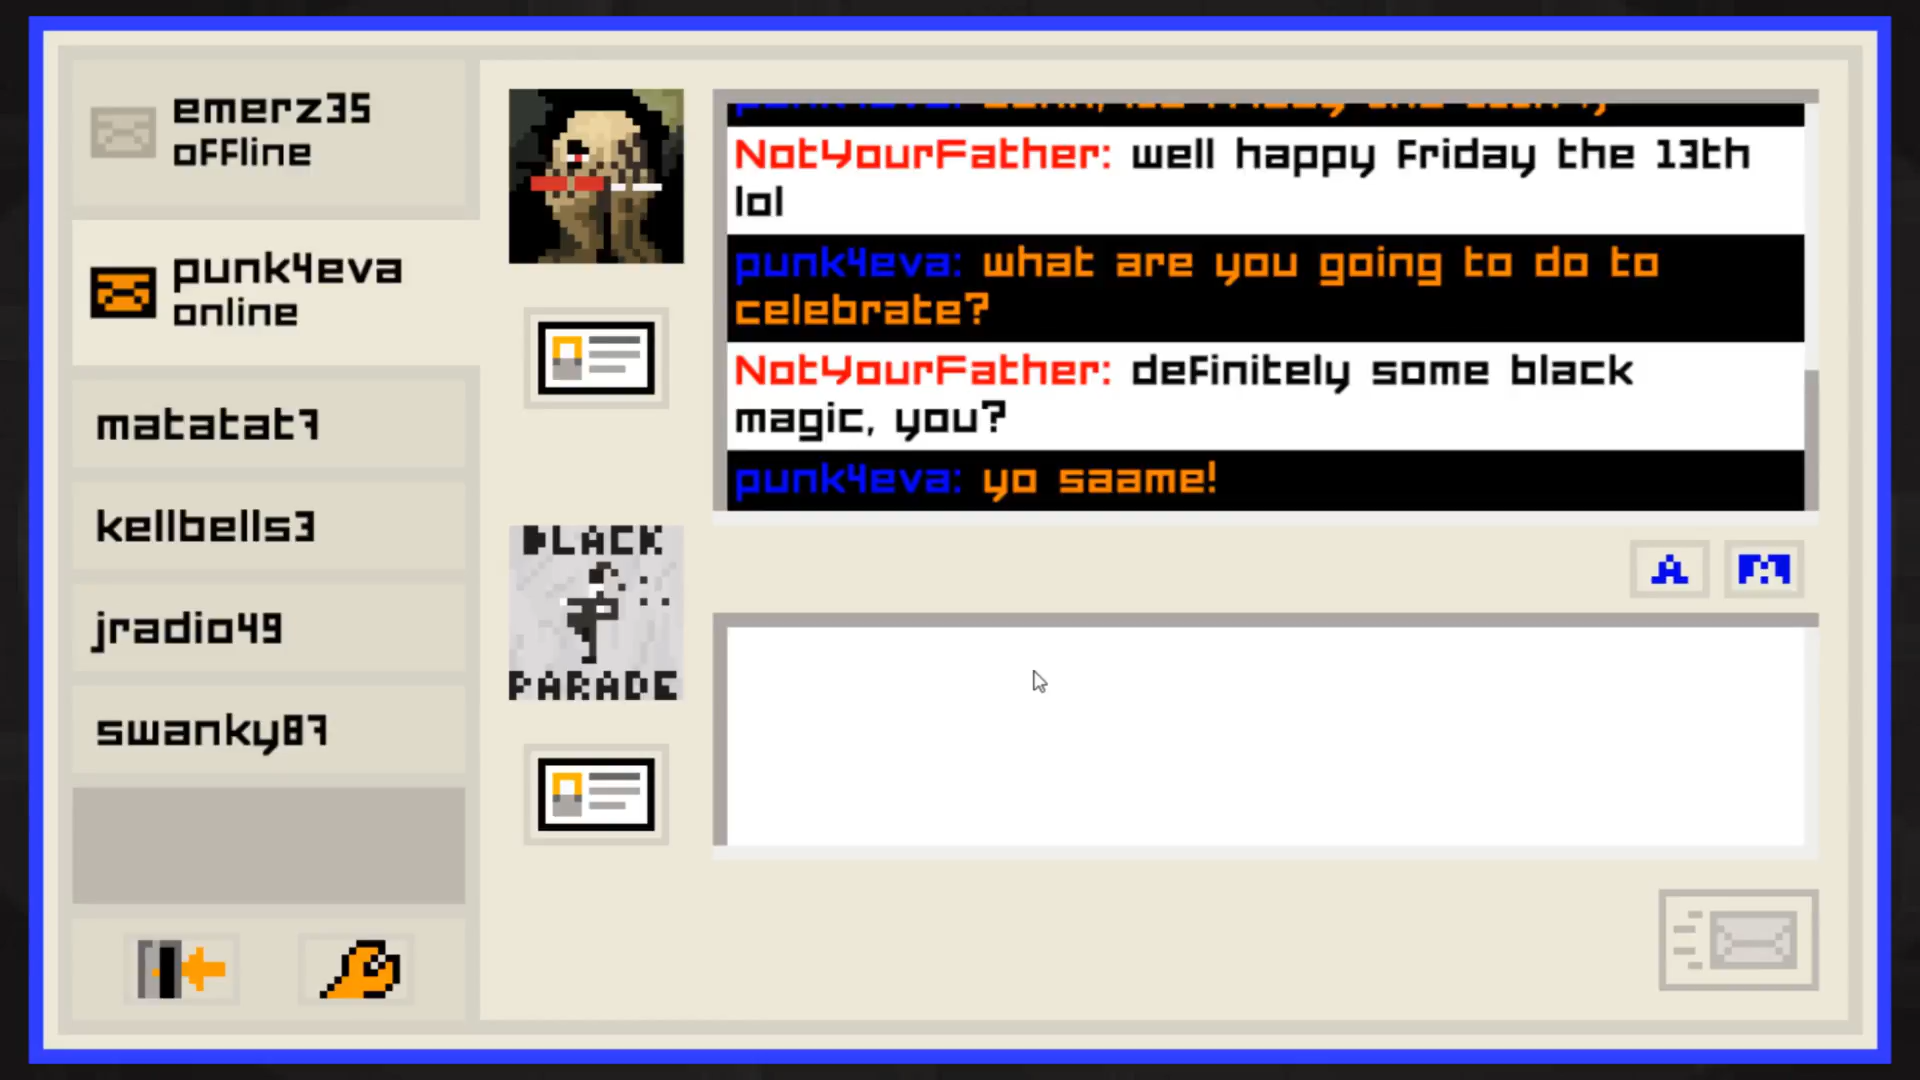 emerz35
offline
punk4eva
online
matatat7
kellbells3
jradio49
swanky87
NotYourFather: well happy Friday the 13th
lol
punk4eva: what are you going to do to
celebrate?
NotYourFather: definitely some black
magic, you?
punk4eva: yo saame!
BLACK
PARADE
A